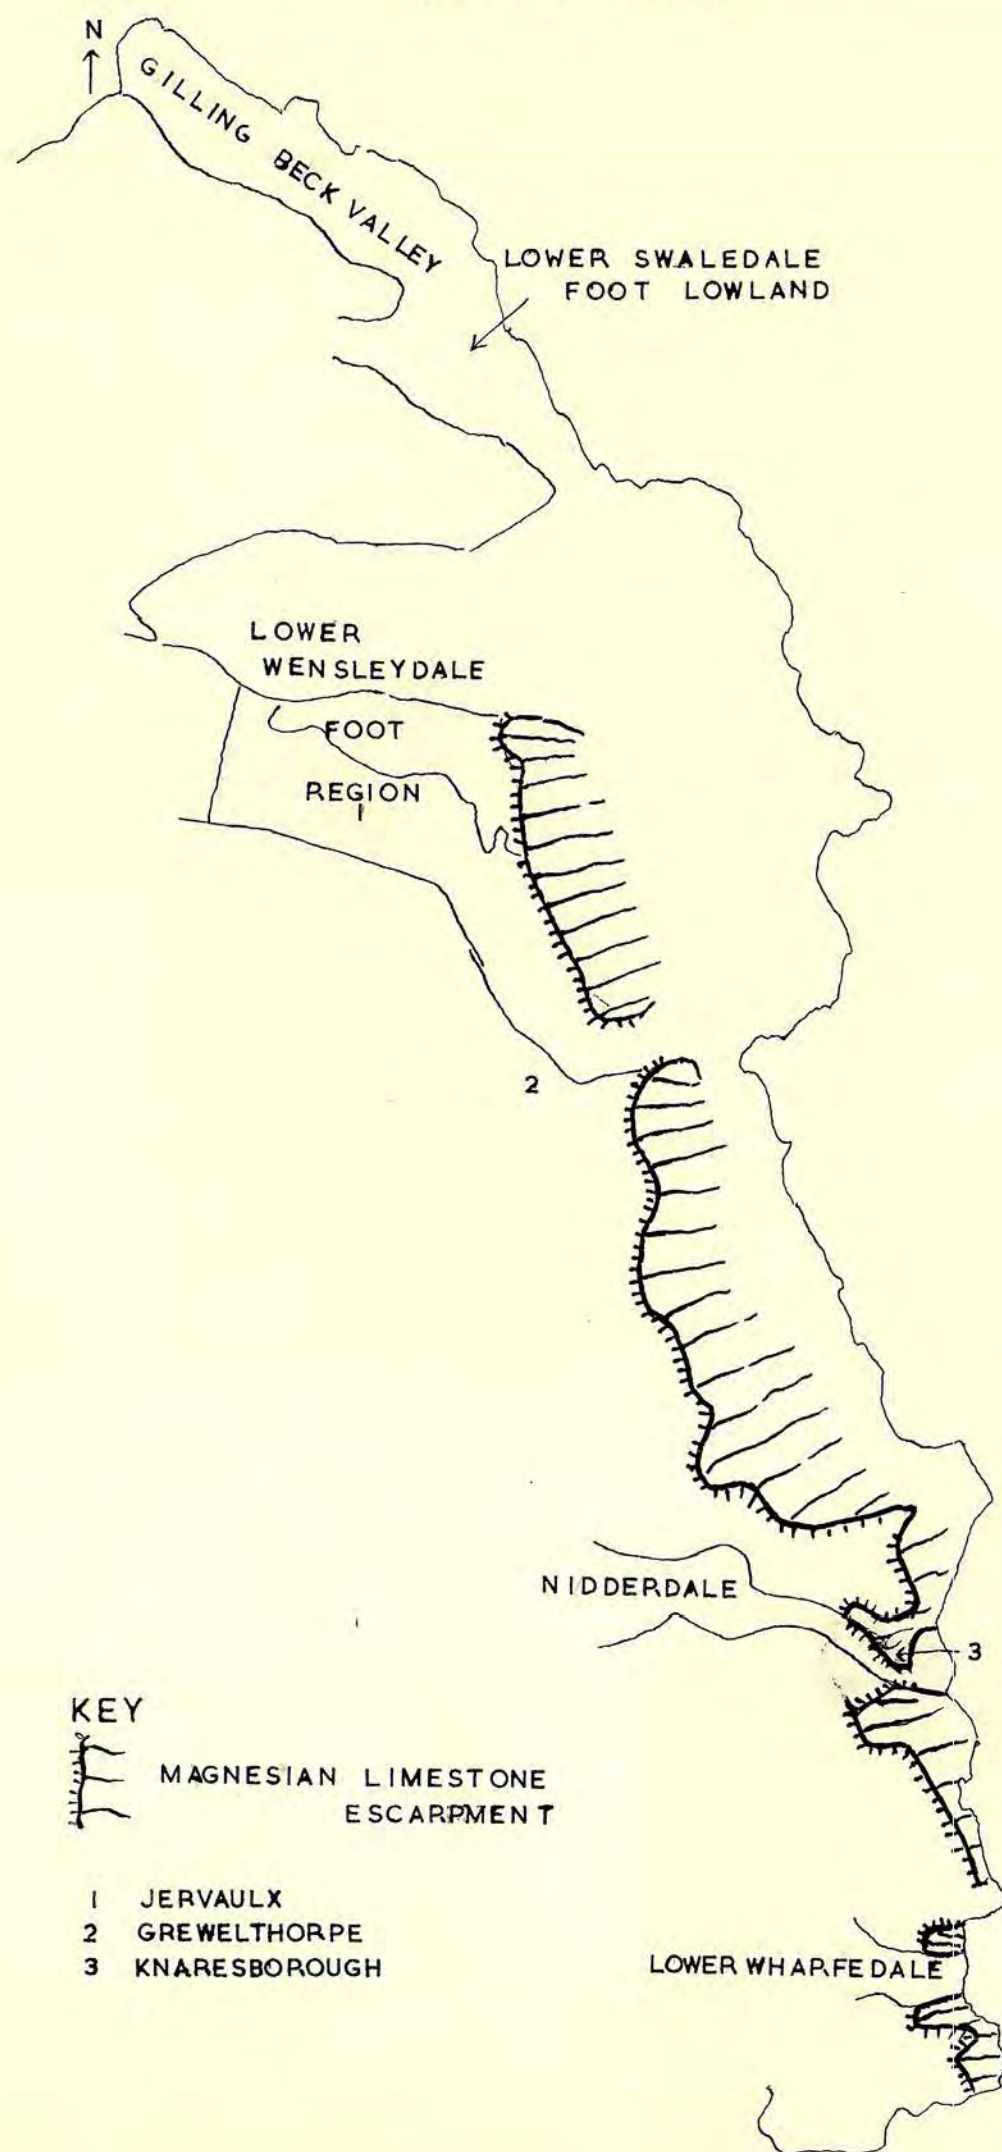 N
GILLING BECK VALLEY
LOWER SWALEDALE
FOOT LOWLAND
LOWER
WENSLEYDALE
FOOT
REGION
1
2
NIDDERDALE
3
KEY
MAGNESIAN LIMESTONE
ESCARPMENT
1 JERVAULX
2 GREWELTHORPE
3 KNARESBOROUGH
LOWER WHARFEDALE